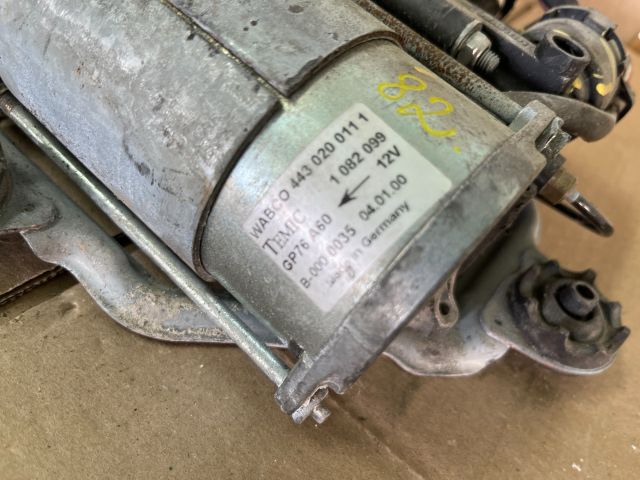 82
WABCO 443 020 011 1
TEMIC 1 082 099
GP76 A60 ← 12V
B-000 0035 04.01.00
Made in Germany